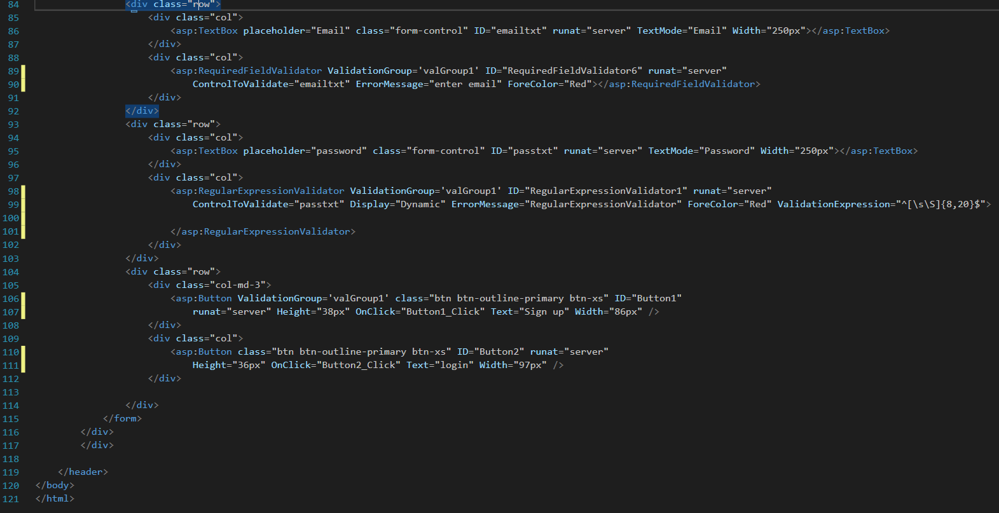 84 <div class="row">
85 <div class="col">
86 <asp:TextBox placeholder="Email" class="form-control" ID="emailtxt" runat="server" TextMode="Email" Width="250px"></asp:TextBox>
87 </div>
88 <div class="col">
89 <asp:RequiredFieldValidator ValidationGroup='valGroup1' ID="RequiredFieldValidator6" runat="server"
90 ControlToValidate="emailtxt" ErrorMessage="enter email" ForeColor="Red"></asp:RequiredFieldValidator>
91 </div>
92 </div>
93 <div class="row">
94 <div class="col">
95 <asp:TextBox placeholder="password" class="form-control" ID="passtxt" runat="server" TextMode="Password" Width="250px"></asp:TextBox>
96 </div>
97 <div class="col">
98 <asp:RegularExpressionValidator ValidationGroup='valGroup1' ID="RegularExpressionValidator1" runat="server"
99 ControlToValidate="passtxt" Display="Dynamic" ErrorMessage="RegularExpressionValidator" ForeColor="Red" ValidationExpression="^[\s\S]{8,20}$">
100
101 </asp:RegularExpressionValidator>
102 </div>
103 </div>
104 <div class="row">
105 <div class="col-md-3">
106 <asp:Button ValidationGroup='valGroup1' class="btn btn-outline-primary btn-xs" ID="Button1"
107 runat="server" Height="38px" OnClick="Button1_Click" Text="Sign up" Width="86px" />
108 </div>
109 <div class="col">
110 <asp:Button class="btn btn-outline-primary btn-xs" ID="Button2" runat="server"
111 Height="36px" OnClick="Button2_Click" Text="login" Width="97px" />
112 </div>
113
114 </div>
115 </form>
116 </div>
117 </div>
118
119 </header>
120 </body>
121 </html>